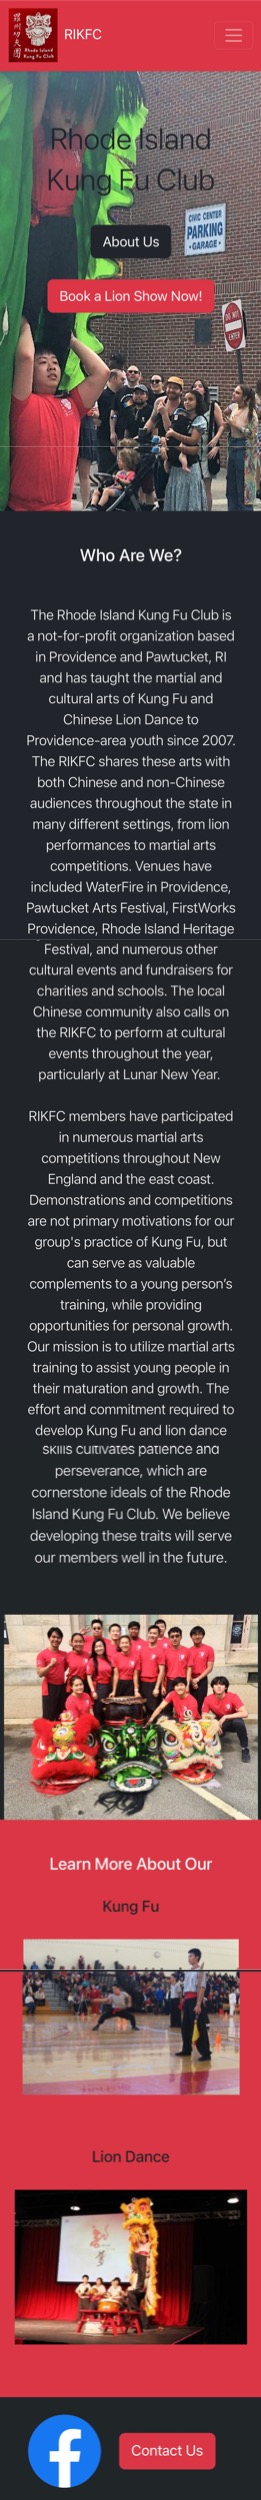 羅州功夫園
Rhode Island
Kung Fu Club
RIKFC
Rhode Island
Kung Fu Club
CIVIC CENTER
PARKING
GARAGE
About Us
Book a Lion Show Now!
DO NOT
ENTER
Who Are We?
The Rhode Island Kung Fu Club is
a not-for-profit organization based
in Providence and Pawtucket, RI
and has taught the martial and
cultural arts of Kung Fu and
Chinese Lion Dance to
Providence-area youth since 2007.
The RIKFC shares these arts with
both Chinese and non-Chinese
audiences throughout the state in
many different settings, from lion
performances to martial arts
competitions. Venues have
included WaterFire in Providence,
Pawtucket Arts Festival, FirstWorks
Providence, Rhode Island Heritage
Festival, and numerous other
cultural events and fundraisers for
charities and schools. The local
Chinese community also calls on
the RIKFC to perform at cultural
events throughout the year,
particularly at Lunar New Year.
RIKFC members have participated
in numerous martial arts
competitions throughout New
England and the east coast.
Demonstrations and competitions
are not primary motivations for our
group's practice of Kung Fu, but
can serve as valuable
complements to a young person's
training, while providing
opportunities for personal growth.
Our mission is to utilize martial arts
training to assist young people in
their maturation and growth. The
effort and commitment required to
develop Kung Fu and lion dance
skills cultivates patience and
perseverance, which are
cornerstone ideals of the Rhode
Island Kung Fu Club. We believe
developing these traits will serve
our members well in the future.
Learn More About Our
Kung Fu
Lion Dance
Contact Us